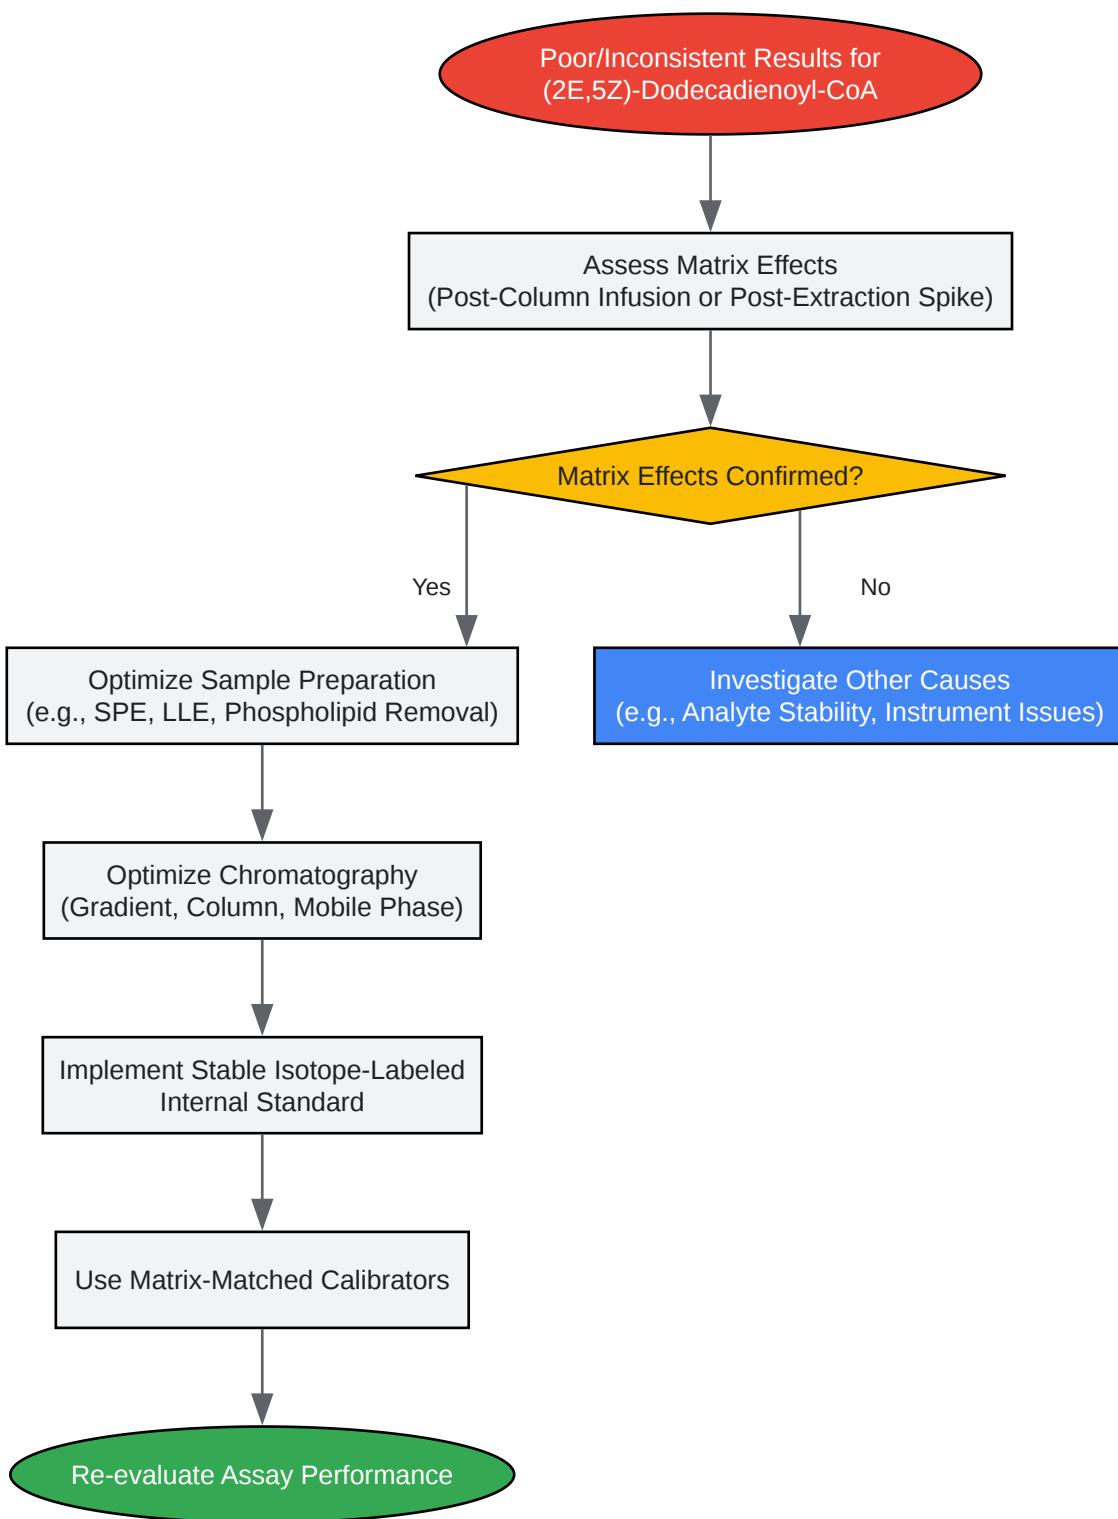 Poor/Inconsistent Results for
(2E,5Z)-Dodecadienoyl-CoA
Assess Matrix Effects
(Post-Column Infusion or Post-Extraction Spike)
Matrix Effects Confirmed?
Yes
No
Optimize Sample Preparation
(e.g., SPE, LLE, Phospholipid Removal)
Investigate Other Causes
(e.g., Analyte Stability, Instrument Issues)
Optimize Chromatography
(Gradient, Column, Mobile Phase)
Implement Stable Isotope-Labeled
Internal Standard
Use Matrix-Matched Calibrators
Re-evaluate Assay Performance